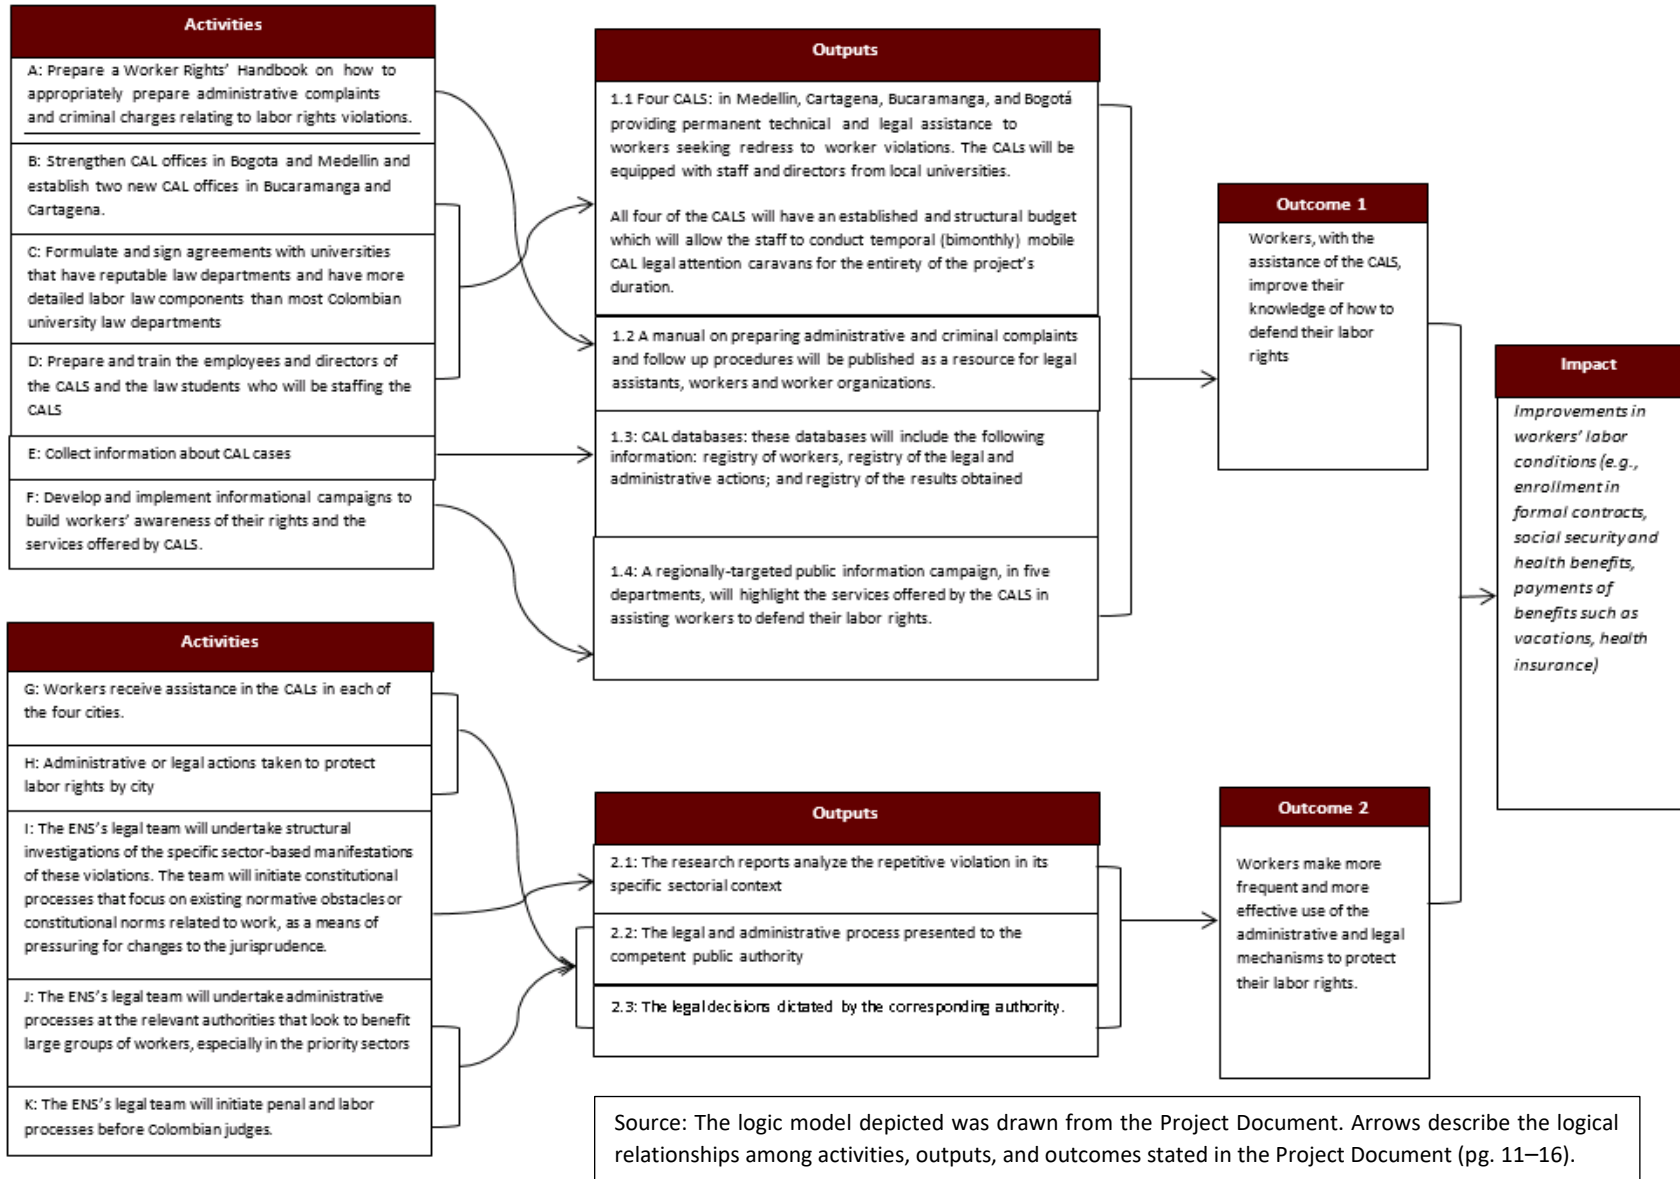 Activities
A: Prepare a Worker Rights' Handbook on how to
appropriately prepare administrative complaints
and criminal charges relating to labor rights violations.
B: Strengthen CAL offices in Bogota and Medellin and
establish two new CAL offices in Bucaramanga and
Cartagena.
C: Formulate and sign agreements with universities
that have reputable law departments and have more
detailed labor law components than most Colombian
university law departments
D: Prepare and train the employees and directors of
the CALS and the law students who will be staffing the
CALS
E: Collect information about CAL cases
F: Develop and implement informational campaigns to
build workers' awareness of their rights and the
services offered by CALS.
Outputs
1.1 Four CALS: in Medellin, Cartagena, Bucaramanga, and Bogotá
providing permanent technical and legal assistance to
workers seeking redress to worker violations. The CALs will be
equipped with staff and directors from local universities.
All four of the CALS will have an established and structural budget
which will allow the staff to conduct temporal (bimonthly) mobile
CAL legal attention caravans for the entirety of the project's
duration.
1.2 A manual on preparing administrative and criminal complaints
and follow up procedures will be published as a resource for legal
assistants, workers and worker organizations.
1.3: CAL databases: these databases will include the following
information: registry of workers, registry of the legal and
administrative actions; and registry of the results obtained
1.4: A regionally-targeted public information campaign, in five
departments, will highlight the services offered by the CALS in
assisting workers to defend their labor rights.
Outcome 1
Workers, with the
assistance of the CALS,
improve their
knowledge of how to
defend their labor
rights
Impact
Improvements in
workers' labor
conditions (e.g.,
enrollment in
formal contracts,
social security and
health benefits,
payments of
benefits such as
vacations, health
insurance)
Activities
G: Workers receive assistance in the CALs in each of
the four cities.
H: Administrative or legal actions taken to protect
labor rights by city
I: The ENS's legal team will undertake structural
investigations of the specific sector-based manifestations
of these violations. The team will initiate constitutional
processes that focus on existing normative obstacles or
constitutional norms related to work, as a means of
pressuring for changes to the jurisprudence.
J: The ENS's legal team will undertake administrative
processes at the relevant authorities that look to benefit
large groups of workers, especially in the priority sectors
K: The ENS's legal team will initiate penal and labor
processes before Colombian judges.
Outputs
2.1: The research reports analyze the repetitive violation in its
specific sectorial context
2.2: The legal and administrative process presented to the
competent public authority
2.3: The legal decisions dictated by the corresponding authority.
Outcome 2
Workers make more
frequent and more
effective use of the
administrative and legal
mechanisms to protect
their labor rights.
Source: The logic model depicted was drawn from the Project Document. Arrows describe the logical
relationships among activities, outputs, and outcomes stated in the Project Document (pg. 11–16).